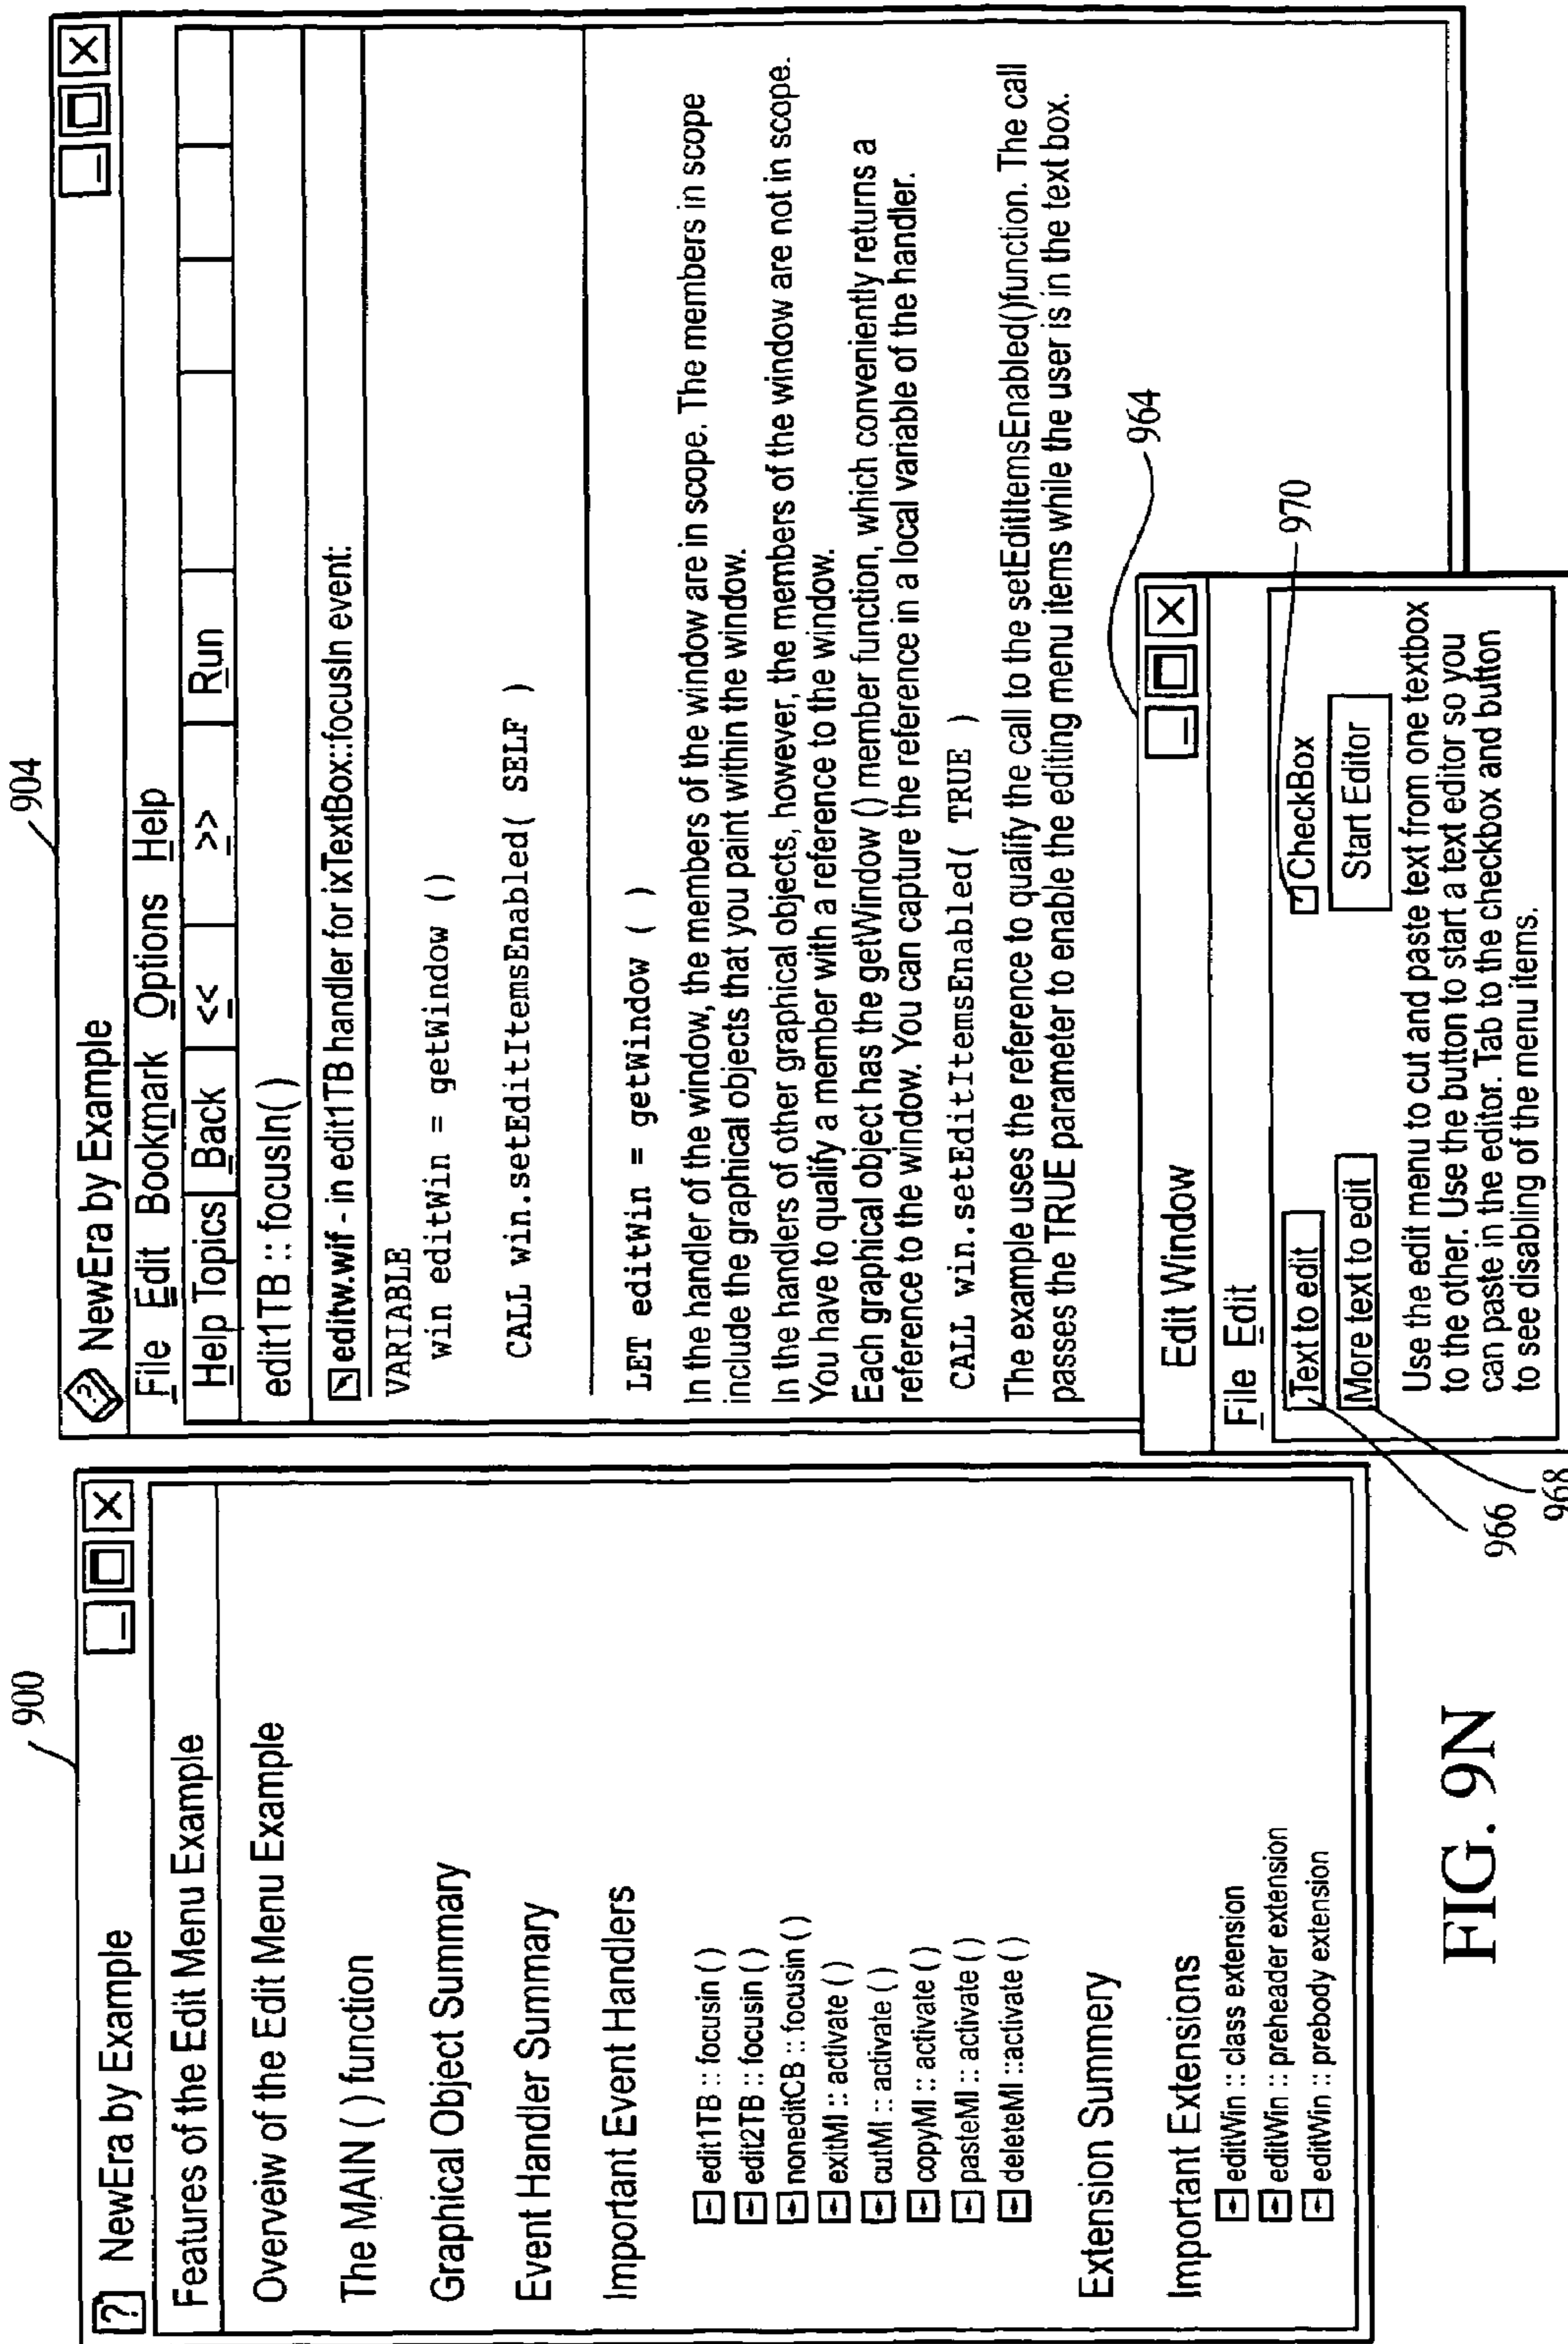 900
NewEra by Example
Features of the Edit Menu Example
Overveiw of the Edit Menu Example
The MAIN ( ) function
Graphical Object Summary
Event Handler Summary
Important Event Handlers
edit1TB :: focusin ( )
edit2TB :: focusin ( )
noneditCB :: focusin ( )
exitMI :: activate ( )
cutMI :: activate ( )
copyMI :: activate ( )
pasteMI :: activate ( )
deleteMI ::activate ( )
Extension Summery
Important Extensions
editWin :: class extension
editWin :: preheader extension
editWin :: prebody extension
904
NewEra by Example
File Edit Bookmark Options Help
Help Topics Back << >> Run
edit1TB :: focusIn( )
editw.wif - in edit1TB handler for ixTextBox::focusIn event:
VARIABLE
win editWin = getWindow ()
CALL win.setEditItemsEnabled( SELF )
LET editWin = getWindow ( )
In the handler of the window, the members of the window are in scope. The members in scope
include the graphical objects that you paint within the window.
In the handlers of other graphical objects, however, the members of the window are not in scope.
You have to qualify a member with a reference to the window.
Each graphical object has the getWindow () member function, which conveniently returns a
reference to the window. You can capture the reference in a local variable of the handler.
CALL win.setEditItemsEnabled( TRUE )
The example uses the reference to qualify the call to the setEditItemsEnabled()function. The call
passes the TRUE parameter to enable the editing menu items while the user is in the text box.
964
Edit Window
File Edit
970
Text to edit
CheckBox
More text to edit
Start Editor
Use the edit menu to cut and paste text from one textbox
to the other. Use the button to start a text editor so you
can paste in the editor. Tab to the checkbox and button
to see disabling of the menu items.
966
968
FIG. 9N